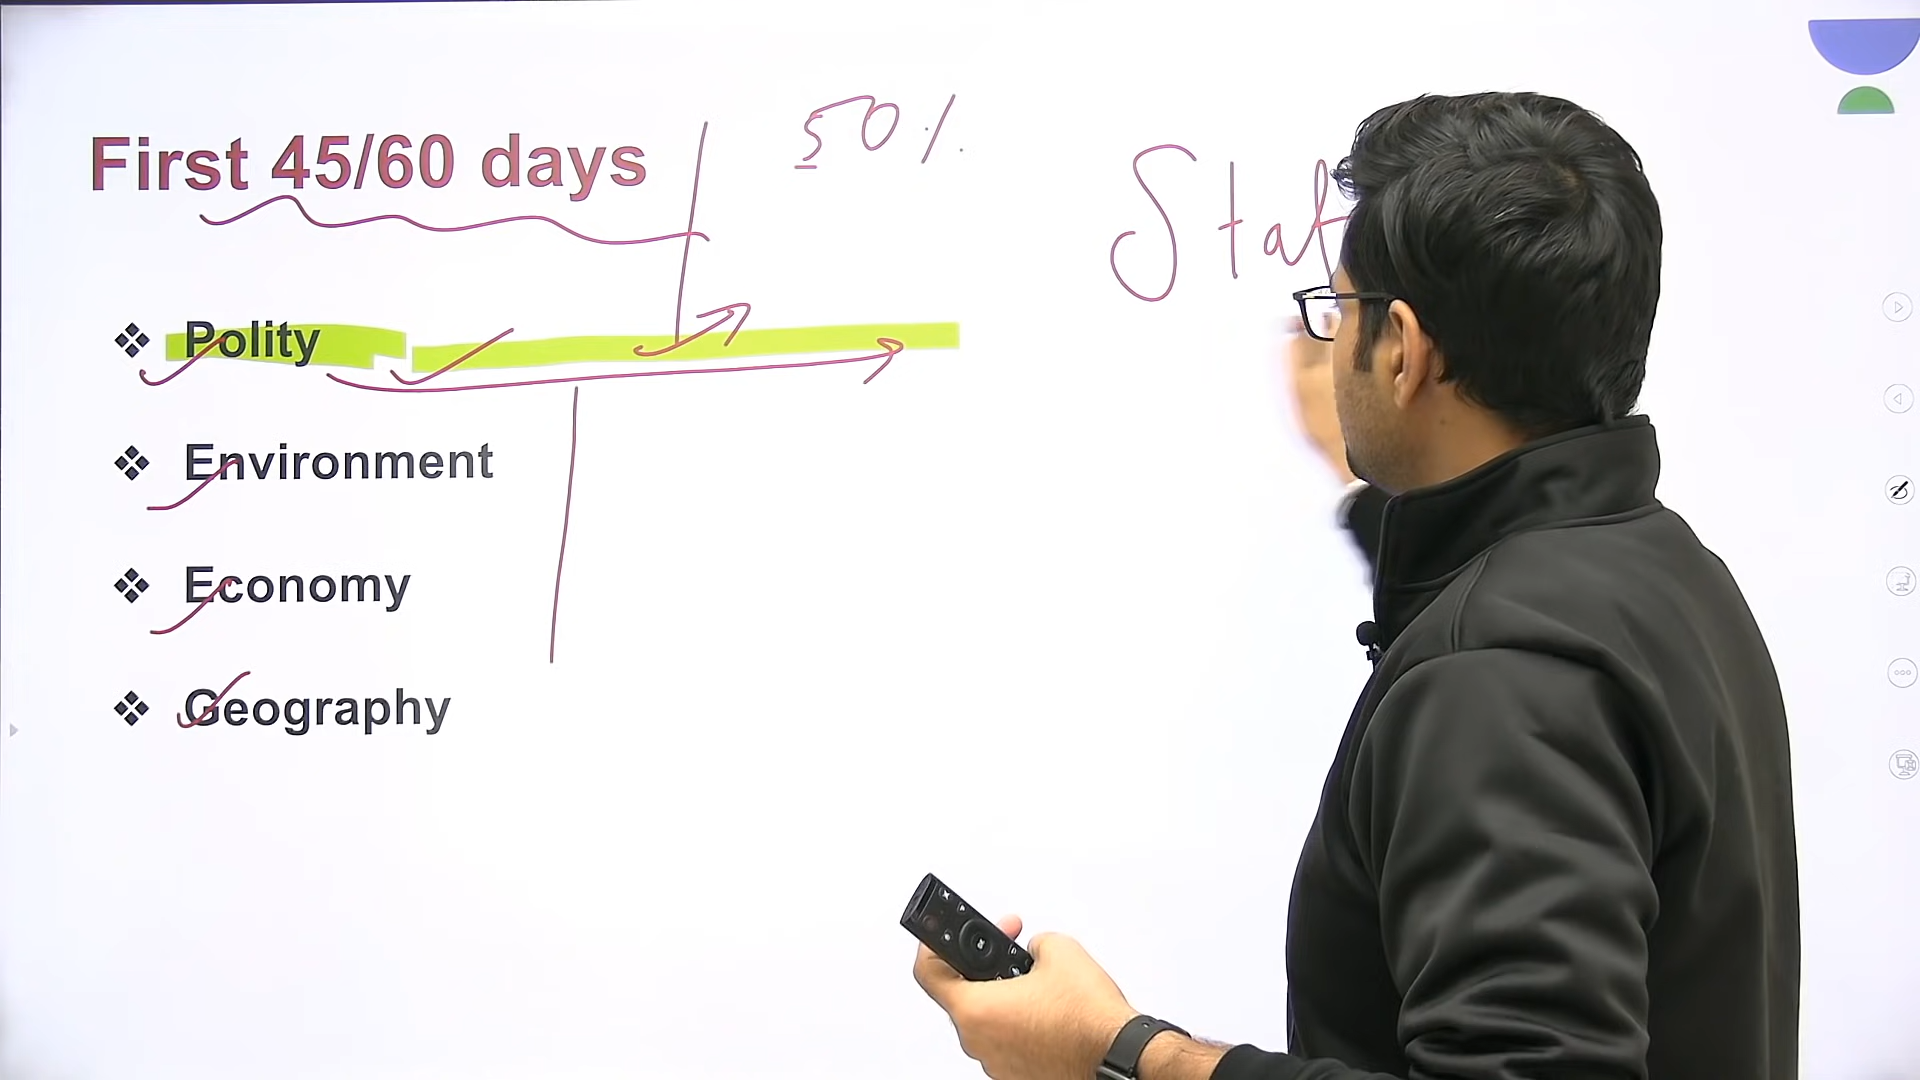 First 45/60 days
50%
Stat
❖ Polity
❖ Environment
❖ Economy
❖ Geography